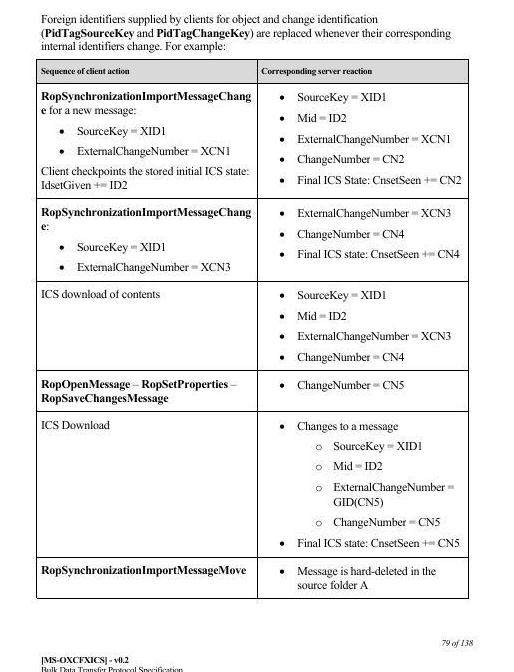 Foreign identifiers supplied by clients for object and change identification
(PidTagSourceKey and PidTagChangeKey) are replaced whenever their corresponding
internal identifiers change. For example:
Sequence of client action
Corresponding server reaction
RopSynchronizationImportMessageChang
e for a new message:
• SourceKey = XID1
• ExternalChangeNumber = XCN1
Client checkpoints the stored initial ICS state:
IdsetGiven += ID2
• SourceKey = XID1
• Mid = ID2
• ExternalChangeNumber = XCN1
• ChangeNumber = CN2
• Final ICS State: CnsetSeen += CN2
RopSynchronizationImportMessageChang
e:
• SourceKey = XID1
• ExternalChangeNumber = XCN3
• ExternalChangeNumber = XCN3
• ChangeNumber = CN4
• Final ICS state: CnsetSeen += CN4
ICS download of contents
• SourceKey = XID1
• Mid = ID2
• ExternalChangeNumber = XCN3
• ChangeNumber = CN4
RopOpenMessage – RopSetProperties –
RopSaveChangesMessage
• ChangeNumber = CN5
ICS Download
• Changes to a message
o SourceKey = XID1
o Mid = ID2
o ExternalChangeNumber =
GID(CN5)
o ChangeNumber = CN5
• Final ICS state: CnsetSeen += CN5
RopSynchronizationImportMessageMove
• Message is hard-deleted in the
source folder A
79 of 138
[MS-OXCFXICS] - v0.2
Bulk Data Transfer Protocol Specification